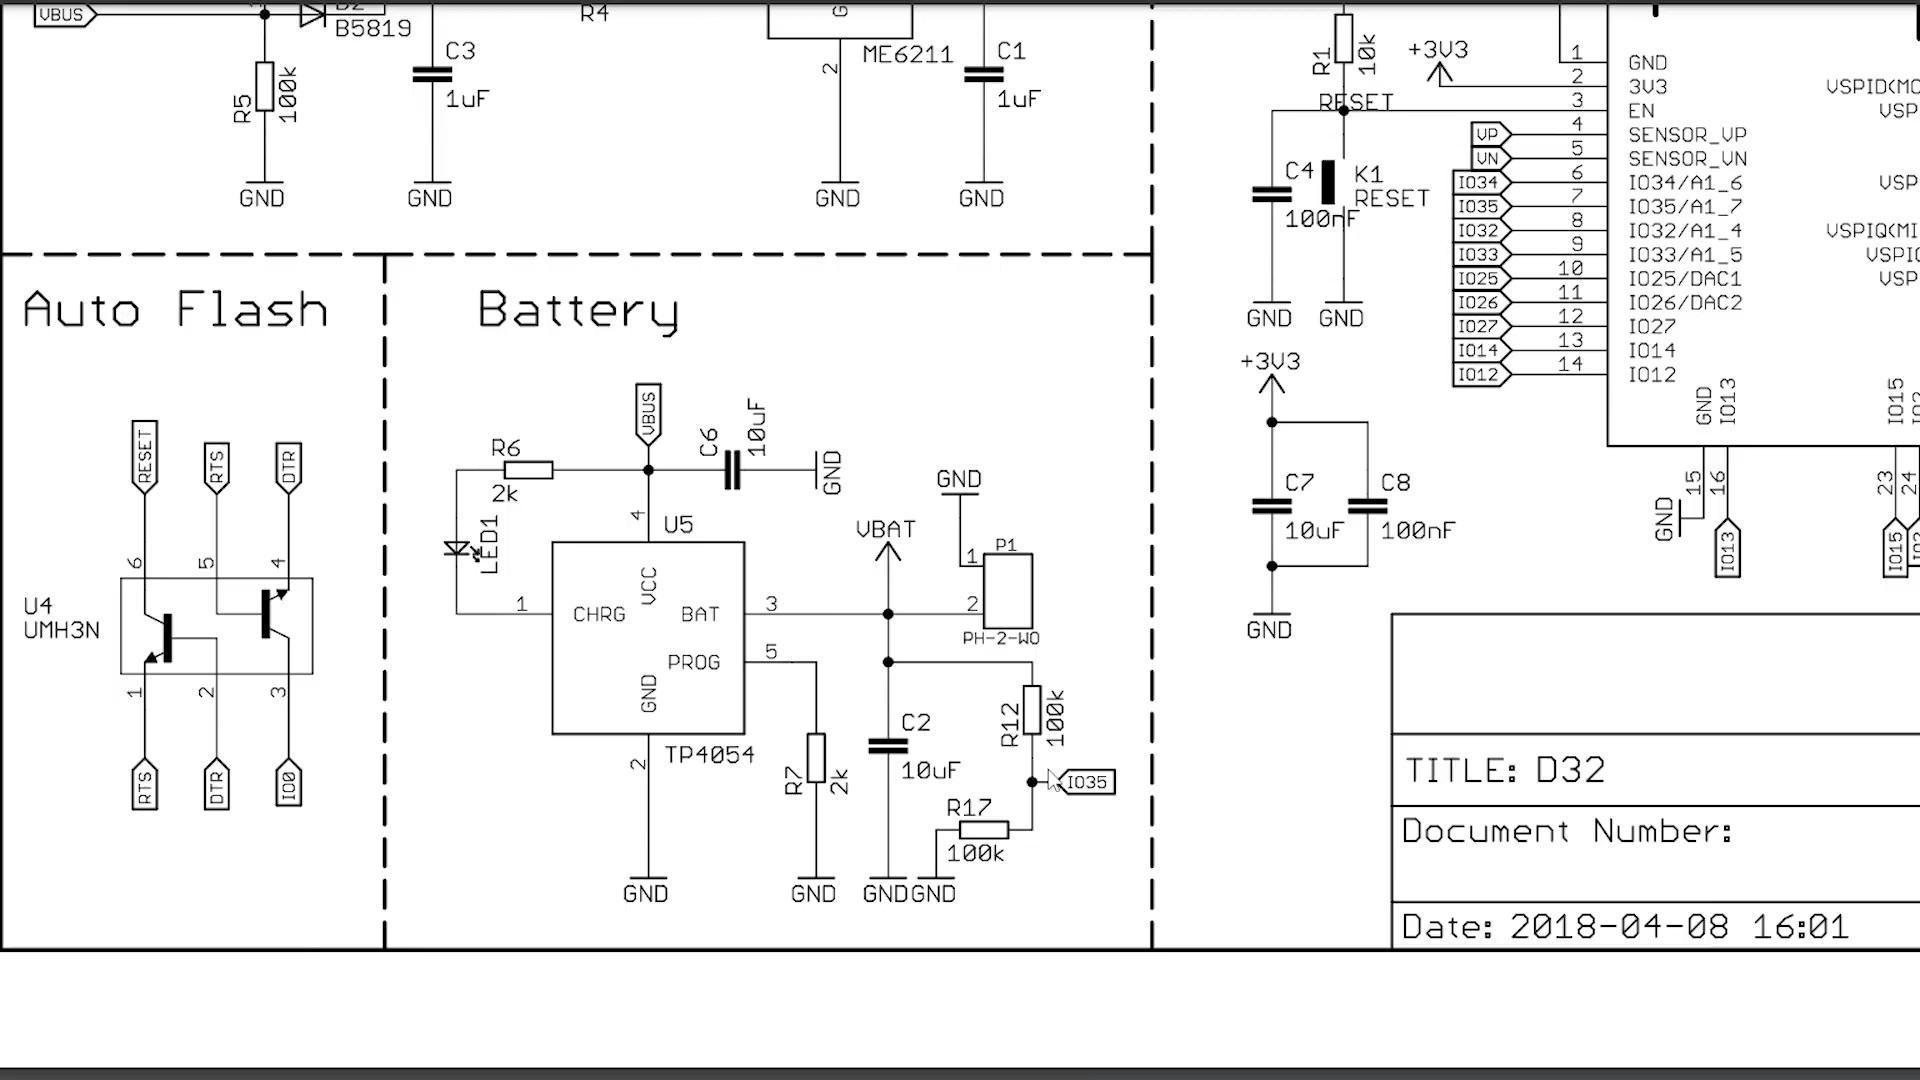 VBUS
B5819
R4
G
ME6211
C3
1uF
C1
1uF
R5
100k
2
GND
GND
GND
GND
R1
10k
+3V3
RESET
C4
100nF
K1
RESET
GND
GND
1
2
3
4
5
6
7
8
9
10
11
12
13
14
VP
VN
IO34
IO35
IO32
IO33
IO25
IO26
IO27
IO14
IO12
GND
3V3
EN
SENSOR_VP
SENSOR_VN
IO34/A1_6
IO35/A1_7
IO32/A1_4
IO33/A1_5
IO25/DAC1
IO26/DAC2
IO27
IO14
IO12
VSPID(MO
VSP
VSP
VSPIQ(MI
VSPI
VSP
GND
IO13
IO15
15
16
23
24
GND
IO13
IO15
+3V3
C7
10uF
C8
100nF
GND
Auto Flash
RESET
RTS
DTR
6
5
4
U4
UMH3N
1
2
3
RTS
DTR
IO0
Battery
VBUS
R6
2k
C6
10uF
GND
LED1
4
U5
VCC
1
CHRG
BAT
3
PROG
5
GND
TP4054
2
GND
R7
2k
GND
VBAT
GND
P1
1
2
PH-2-WO
C2
10uF
GND
R12
100k
IO35
R17
100k
GND
TITLE: D32
Document Number:
Date: 2018-04-08 16:01